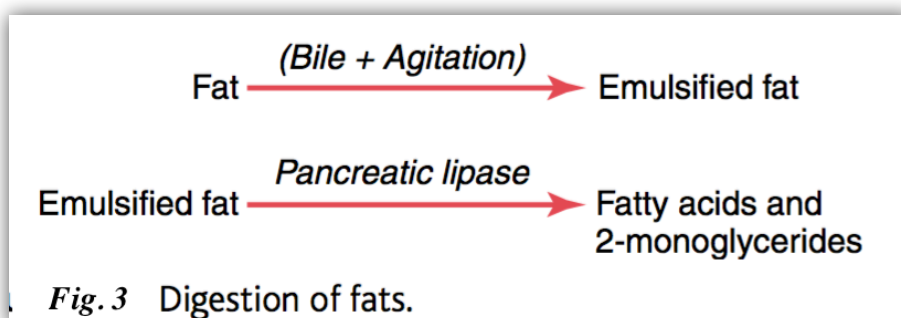 (Bile + Agitation)
Fat Emulsified fat
Pancreatic lipase
Emulsified fat Fatty acids and
2-monoglycerides
Fig. 3 Digestion of fats.